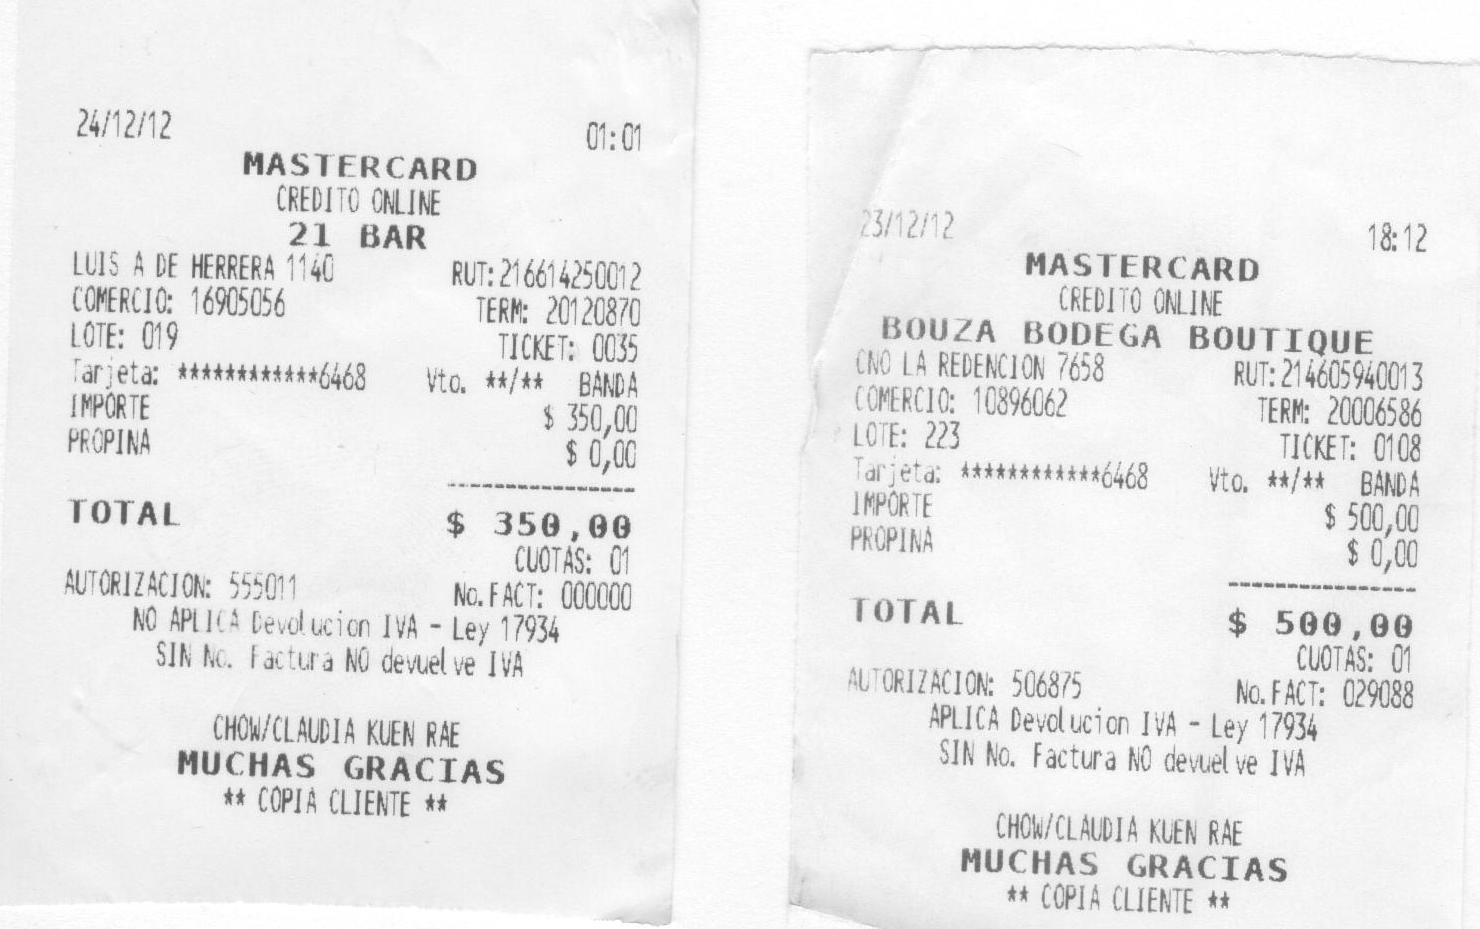 24/12/12 01:01
MASTERCARD
CREDITO ONLINE
21 BAR
LUIS A DE HERRERA 1140 RUT:216614250012
COMERCIO: 16905056 TERM: 20120870
LOTE: 019 TICKET: 0035
Tarjeta: ************6468 Vto. **/** BANDA
IMPORTE $ 350,00
PROPINA $ 0,00
----------------
TOTAL $ 350,00
CUOTAS: 01
AUTORIZACION: 555011 No.FACT: 000000
NO APLICA Devolucion IVA - Ley 17934
SIN No. Factura NO devuelve IVA
CHOW/CLAUDIA KUEN RAE
MUCHAS GRACIAS
** COPIA CLIENTE **
23/12/12 18:12
MASTERCARD
CREDITO ONLINE
BOUZA BODEGA BOUTIQUE
CNO LA REDENCION 7658 RUT:214605940013
COMERCIO: 10896062 TERM: 20006586
LOTE: 223 TICKET: 0108
Tarjeta: ************6468 Vto. **/** BANDA
IMPORTE $ 500,00
PROPINA $ 0,00
----------------
TOTAL $ 500,00
CUOTAS: 01
AUTORIZACION: 506875 No.FACT: 029088
APLICA Devolucion IVA - Ley 17934
SIN No. Factura NO devuelve IVA
CHOW/CLAUDIA KUEN RAE
MUCHAS GRACIAS
** COPIA CLIENTE **